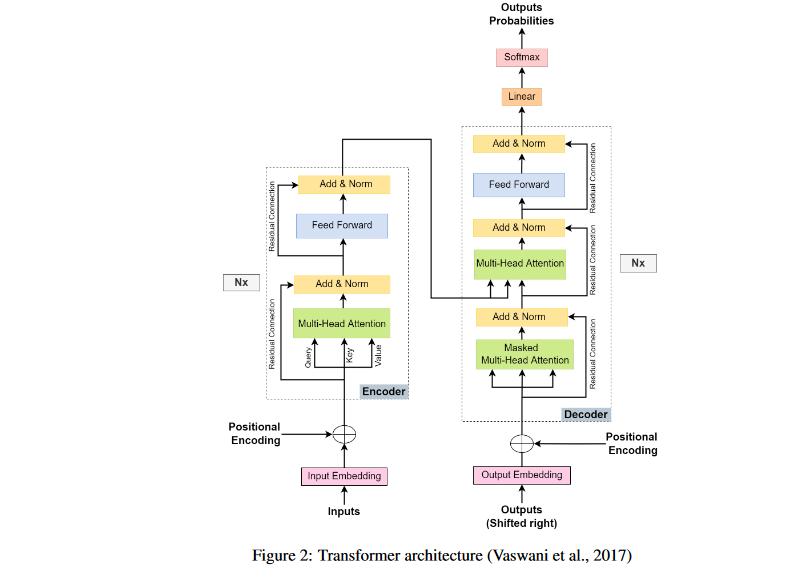 Outputs
Probabilities
Softmax
Linear
Add & Norm
Feed Forward
Residual Connection
Add & Norm
Multi-Head Attention
Residual Connection
Nx
Add & Norm
Masked
Multi-Head Attention
Residual Connection
Decoder
Positional
Encoding
Output Embedding
Outputs
(Shifted right)
Add & Norm
Feed Forward
Residual Connection
Nx
Add & Norm
Multi-Head Attention
Residual Connection
Query
Key
Value
Encoder
Positional
Encoding
Input Embedding
Inputs
Figure 2: Transformer architecture (Vaswani et al., 2017)